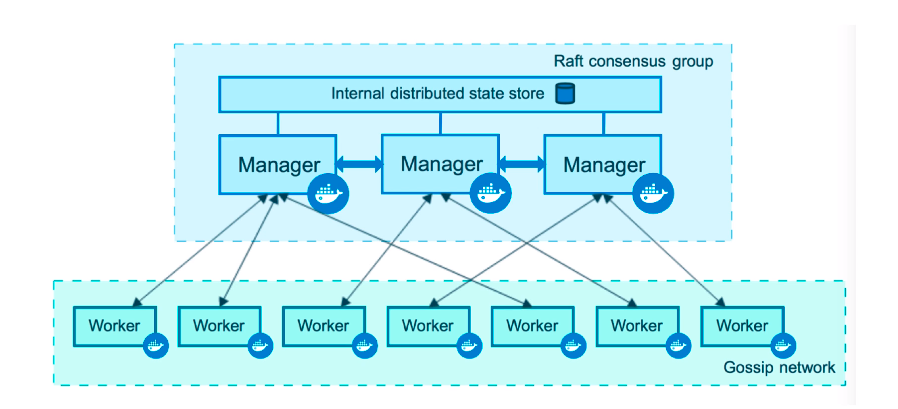 Raft consensus group
Internal distributed state store
Manager
Manager
Manager
Worker
Worker
Worker
Worker
Worker
Worker
Worker
Gossip network